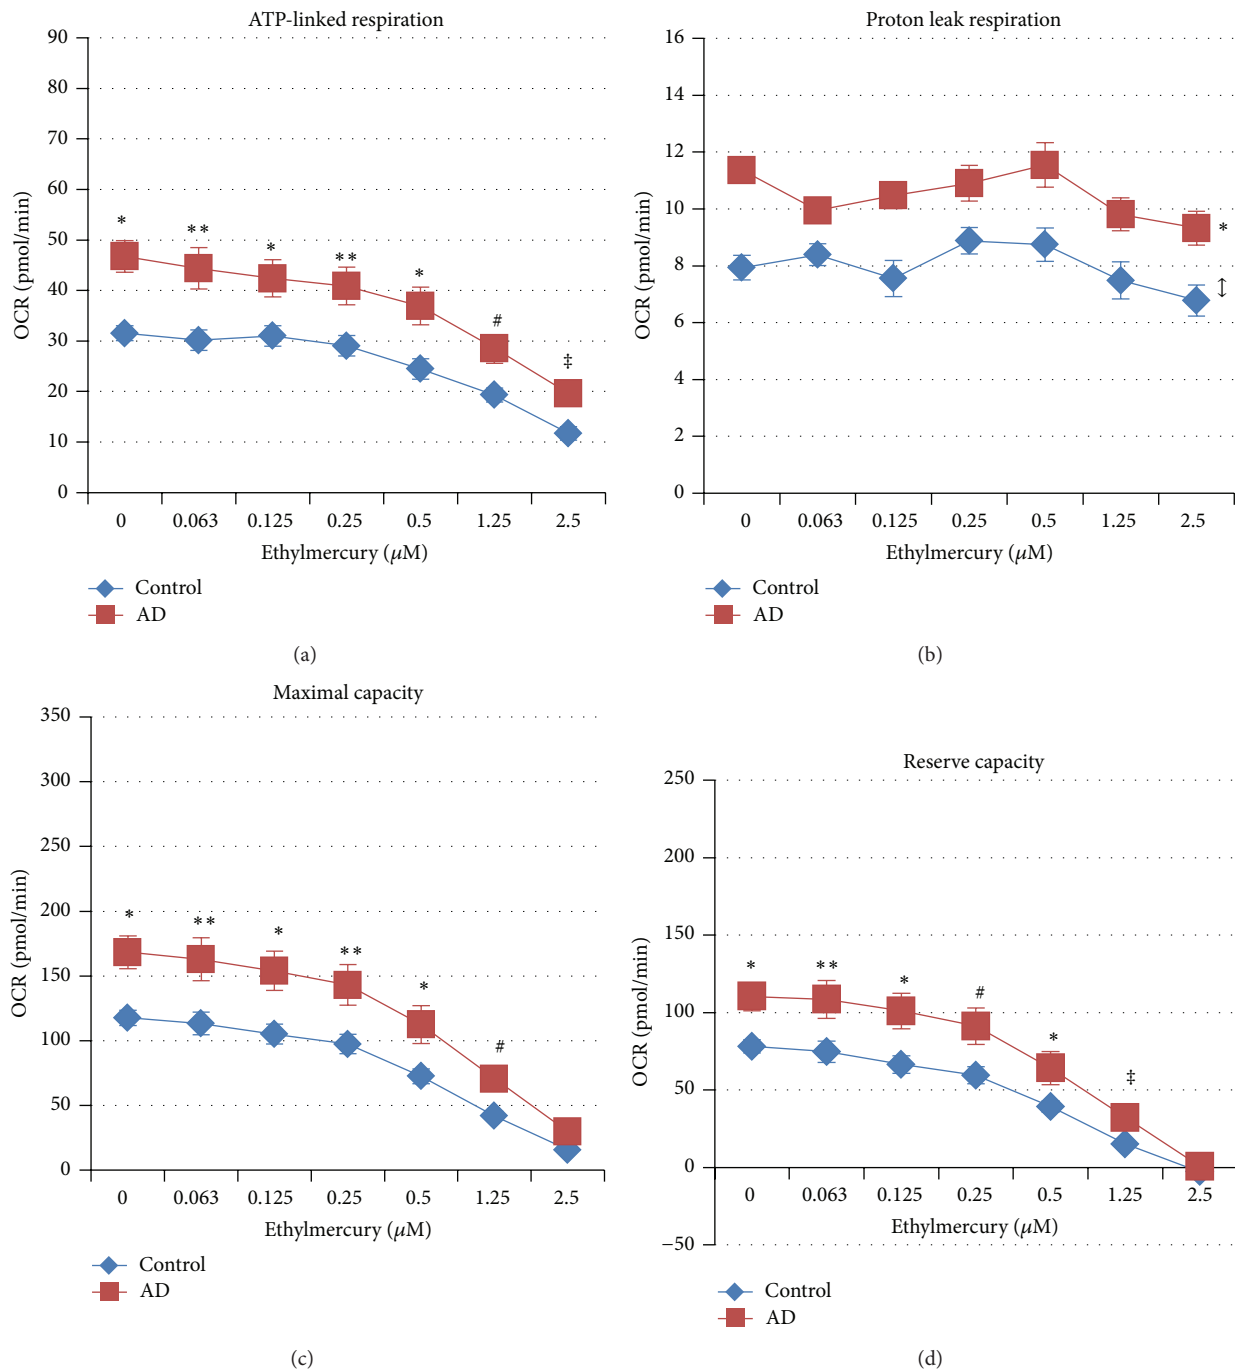 ATP-linked respiration
90
80
70
60
50
40
30
20
10
0
OCR (pmol/min)
*
**
*
**
*
#
‡
0 0.063 0.125 0.25 0.5 1.25 2.5
Ethylmercury (μM)
Control
AD
(a)
Proton leak respiration
16
14
12
10
8
6
4
2
0
OCR (pmol/min)
*
↕
0 0.063 0.125 0.25 0.5 1.25 2.5
Ethylmercury (μM)
Control
AD
(b)
Maximal capacity
350
300
250
200
150
100
50
0
OCR (pmol/min)
*
**
*
**
*
#
0 0.063 0.125 0.25 0.5 1.25 2.5
Ethylmercury (μM)
Control
AD
(c)
Reserve capacity
250
200
150
100
50
0
−50
OCR (pmol/min)
*
**
*
#
*
‡
0 0.063 0.125 0.25 0.5 1.25 2.5
Ethylmercury (μM)
Control
AD
(d)